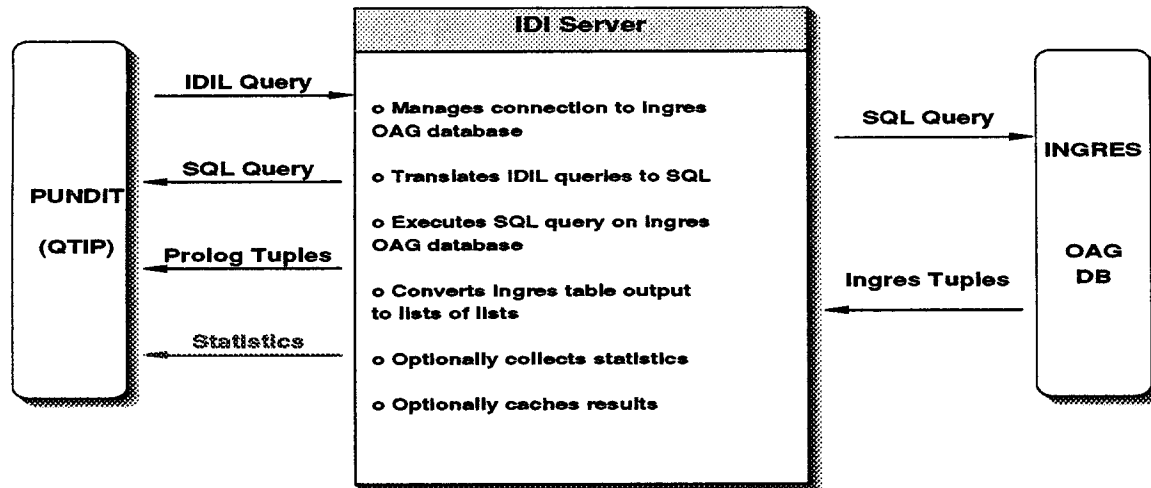 IDI Server
IDIL Query
SQL Query
PUNDIT
(QTIP)
Prolog Tuples
Statistics
o Manages connection to Ingres
OAG database
o Translates IDIL queries to SQL
o Executes SQL query on Ingres
OAG database
o Converts Ingres table output
to lists of lists
o Optionally collects statistics
o Optionally caches results
SQL Query
Ingres Tuples
INGRES
OAG
DB